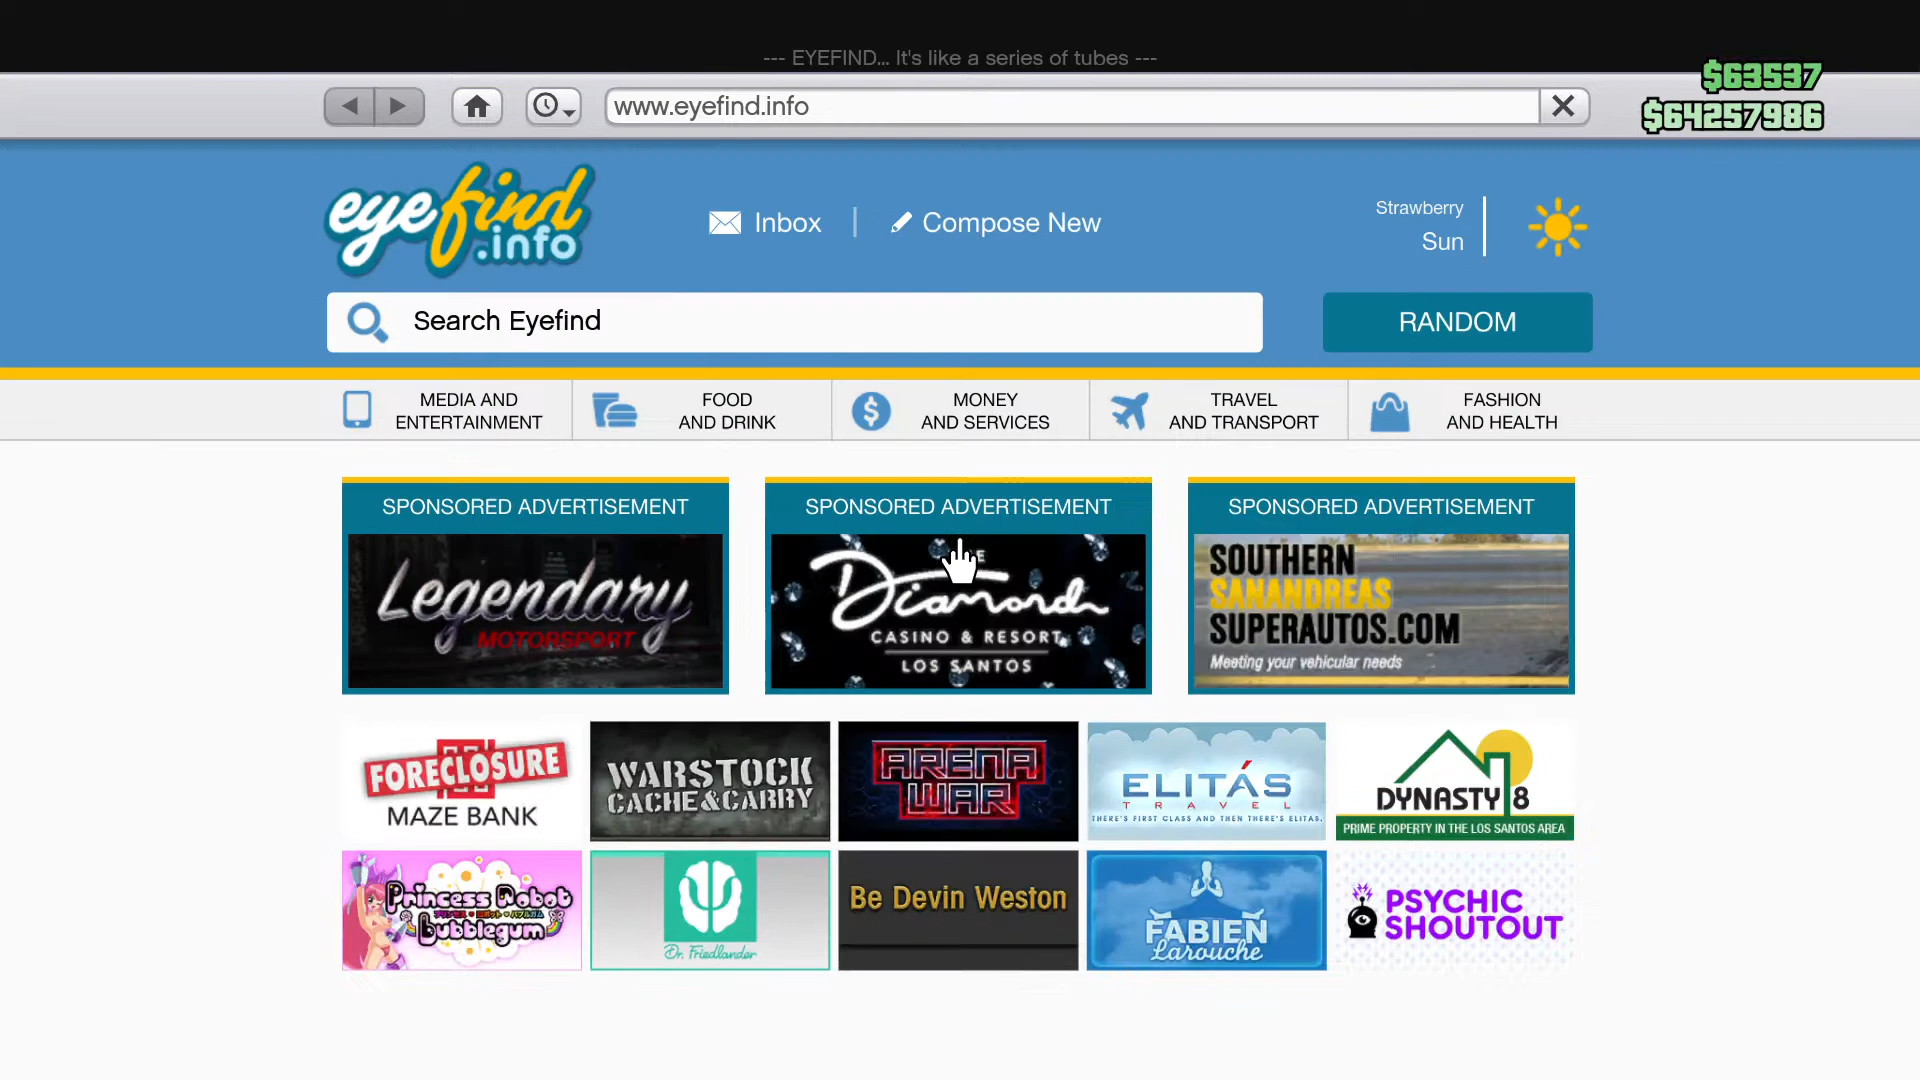 --- EYEFIND... It's like a series of tubes ---
$63537
$64257986
www.eyefind.info
eyefind
.info
Inbox
Compose New
Strawberry
Sun
Search Eyefind
RANDOM
MEDIA AND
ENTERTAINMENT
FOOD
AND DRINK
MONEY
AND SERVICES
TRAVEL
AND TRANSPORT
FASHION
AND HEALTH
SPONSORED ADVERTISEMENT
Legendary
MOTORSPORT
SPONSORED ADVERTISEMENT
Diamond
CASINO & RESORT
LOS SANTOS
SPONSORED ADVERTISEMENT
SOUTHERN
SANANDREAS
SUPERAUTOS.COM
Meeting your vehicular needs
FORECLOSURE
MAZE BANK
WARSTOCK
CACHE&CARRY
ARENA
WAR
ELITÁS
TRAVEL
THERE'S FIRST CLASS AND THEN THERE'S ELITAS.
DYNASTY 8
PRIME PROPERTY IN THE LOS SANTOS AREA
Princess Robot
Bubblegum
Dr. Friedlander
Be Devin Weston
FABIEN
Larouche
PSYCHIC
SHOUTOUT